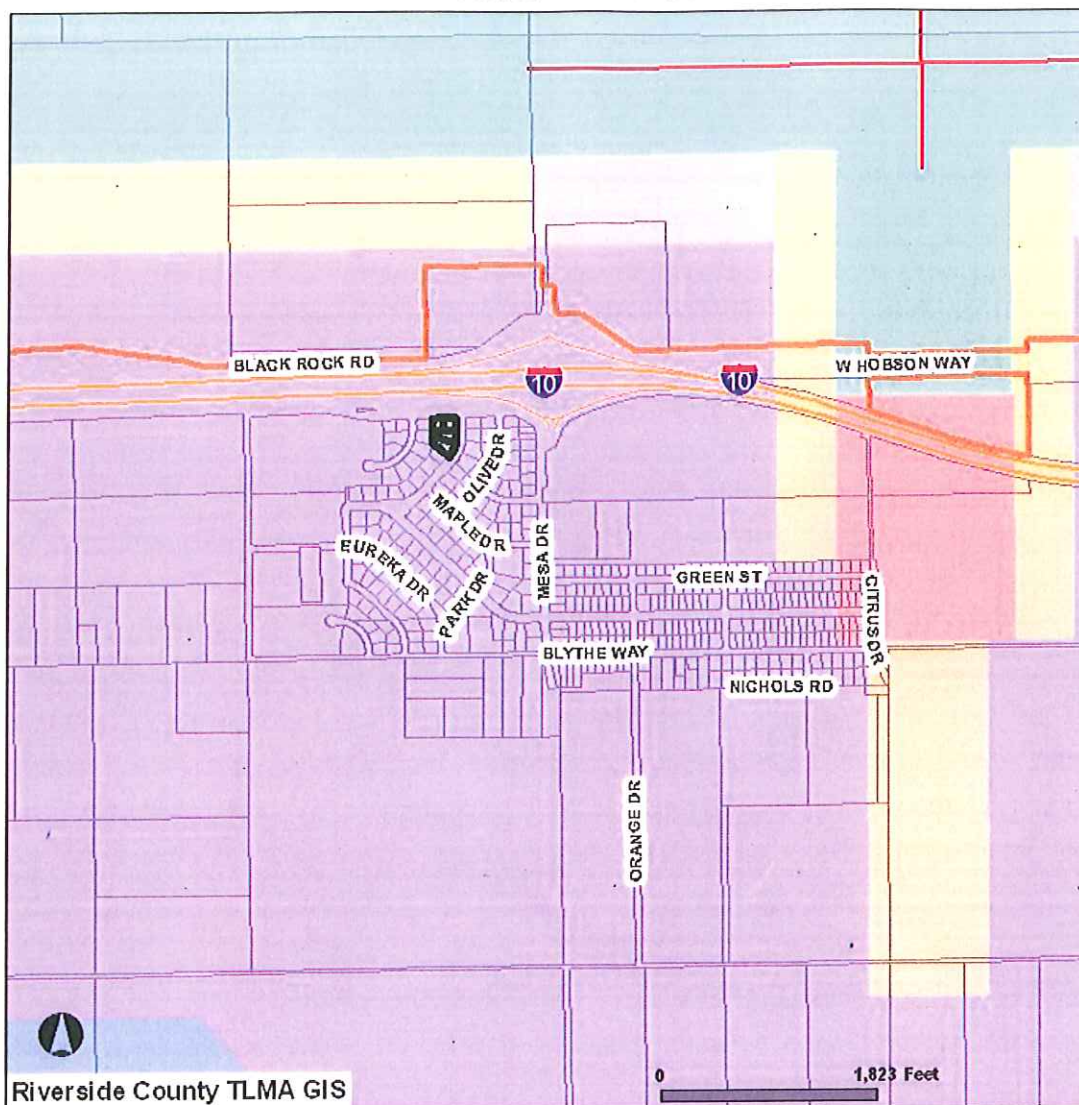 BLACK ROCK RD
10
10
W HOBSON WAY
OLIVE DR
MAPLE DR
EUREKA DR
PARK DR
MESA DR
GREEN ST
CITRUS DR
BLYTHE WAY
NICHOLS RD
ORANGE DR
0 1,823 Feet
Riverside County TLMA GIS